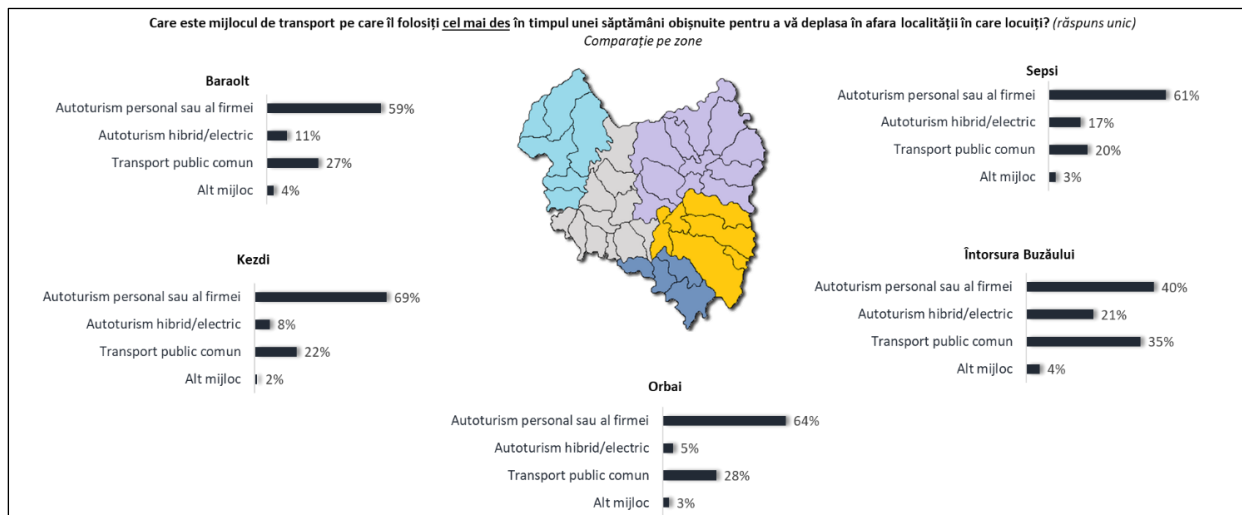 Care este mijlocul de transport pe care îl folosiți cel mai des în timpul unei săptămâni obișnuite pentru a vă deplasa în afara localității în care locuiți? (răspuns unic)
Comparație pe zone
Baraolt
Autoturism personal sau al firmei 59%
Autoturism hibrid/electric 11%
Transport public comun 27%
Alt mijloc 4%
Sepsi
Autoturism personal sau al firmei 61%
Autoturism hibrid/electric 17%
Transport public comun 20%
Alt mijloc 3%
Kezdi
Autoturism personal sau al firmei 69%
Autoturism hibrid/electric 8%
Transport public comun 22%
Alt mijloc 2%
Întorsura Buzăului
Autoturism personal sau al firmei 40%
Autoturism hibrid/electric 21%
Transport public comun 35%
Alt mijloc 4%
Orbai
Autoturism personal sau al firmei 64%
Autoturism hibrid/electric 5%
Transport public comun 28%
Alt mijloc 3%